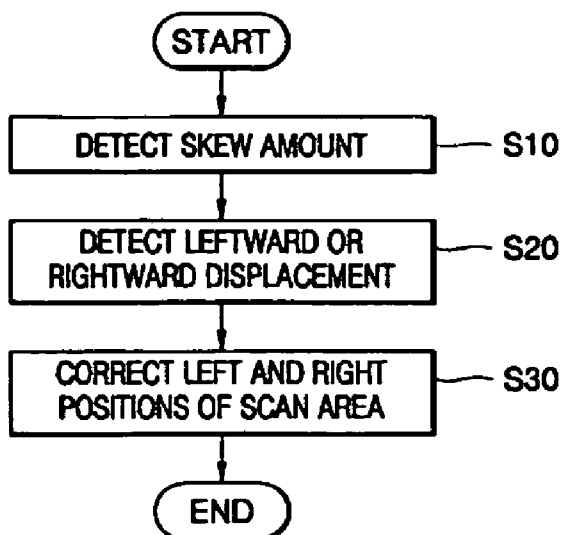 START
DETECT SKEW AMOUNT
S10
DETECT LEFTWARD OR
RIGHTWARD DISPLACEMENT
S20
CORRECT LEFT AND RIGHT
POSITIONS OF SCAN AREA
S30
END